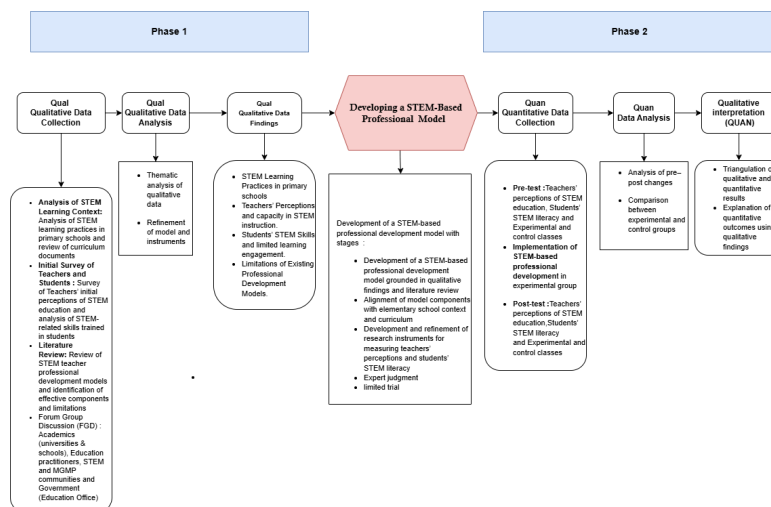 Phase 1
Phase 2
Qual
Qualitative Data
Collection
Qual
Qualitative Data
Analysis
Qual
Qualitative Data
Findings
Developing a STEM-Based
Professional Model
Quan
Quantitative Data
Collection
Quan
Data Analysis
Qualitative
interpretation
(QUAN)
• Analysis of STEM
Learning Context:
Analysis of STEM
learning practices in
primary schools and
review of curriculum
documents
• Initial Survey of
Teachers and
Students : Survey
of Teachers' initial
perceptions of STEM
education and
analysis of STEM-
related skills trained
in students
• Literature
Review: Review of
STEM teacher
professional
development models
and identification of
effective components
and limitations
• Forum Group
Discussion (FGD) :
Academics
(universities &
schools), Education
practitioners, STEM
and MGMP
communities and
Government
(Education Office)
• Thematic
analysis of
qualitative
data
• Refinement
of model and
instruments
• STEM Learning
Practices in primary
schools
• Teachers' Perceptions
and capacity in STEM
instruction.
• Students' STEM Skills
and limited learning
engagement.
• Limitations of Existing
Professional
Development Models.
Development of a STEM-based
professional development model with
stages :
• Development of a STEM-based
professional development model
grounded in qualitative
findings and literature review
• Alignment of model components
with elementary school context
and curriculum
• Development and refinement of
research instruments for
measuring teachers'
perceptions and students'
STEM literacy
• Expert judgment
• limited trial
• Pre-test :Teachers'
perceptions of STEM
education, Students'
STEM literacy and
Experimental and
control classes
• Implementation of
STEM-based
professional
development in
experimental group
• Post-test :Teachers'
perceptions of STEM
education,Students'
STEM literacy
and Experimental and
control classes
• Analysis of pre–
post changes
• Comparison
between
experimental and
control groups
• Triangulation of
qualitative and
quantitative
results
• Explanation of
quantitative
outcomes using
qualitative
findings